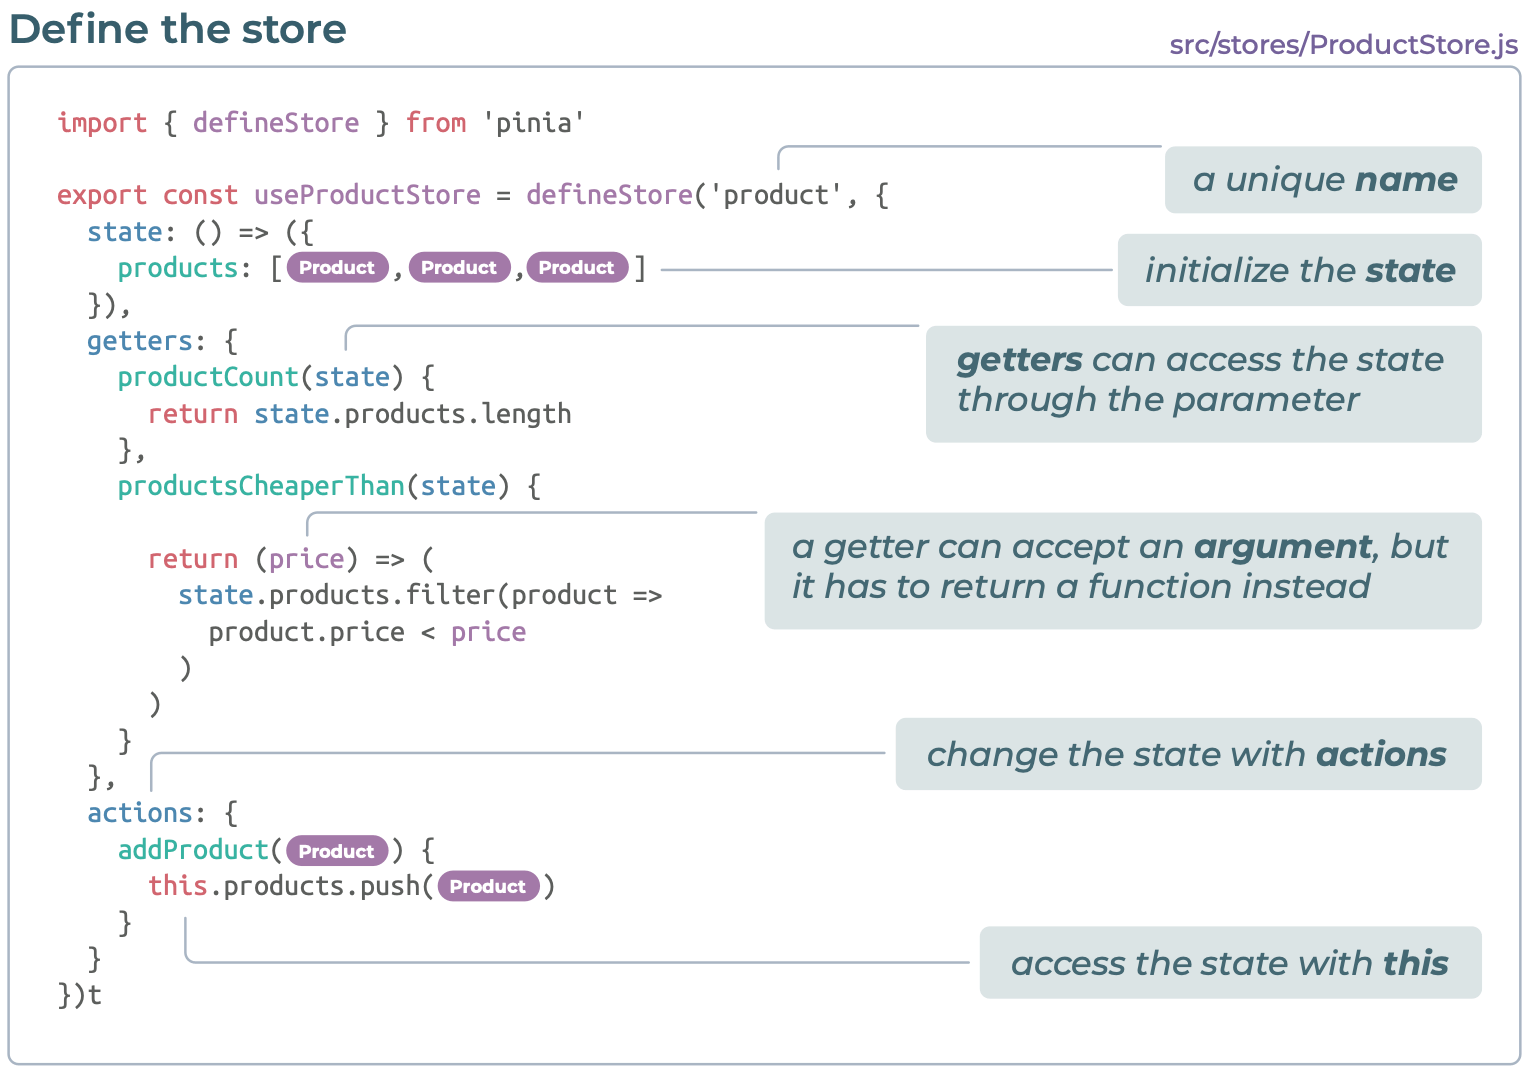 Define the store
src/stores/ProductStore.js
import { defineStore } from 'pinia'
a unique name
export const useProductStore = defineStore('product', {
state: () => ({
products: [Product,Product,Product]
initialize the state
}),
getters: {
getters can access the state
through the parameter
productCount(state) {
return state.products.length
},
productsCheaperThan(state) {
a getter can accept an argument, but
it has to return a function instead
return (price) => (
state.products.filter(product =>
product.price < price
)
)
}
change the state with actions
},
actions: {
addProduct(Product) {
this.products.push(Product)
}
access the state with this
}
})t